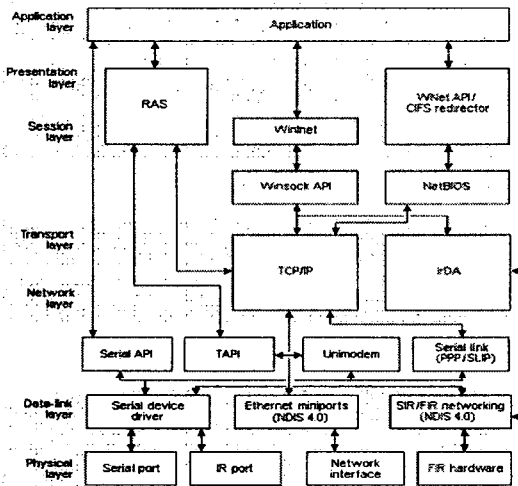 Application
layer
Application
Presentation
layer
RAS
WNet API/
CIFS redirector
Session
layer
WinInet
Winsock API
NetBIOS
Transport
layer
TCP/IP
IrDA
Network
layer
Serial API
TAPI
Unimodem
Serial link
(PPP/SLIP)
Data-link
layer
Serial device
driver
Ethernet miniports
(NDIS 4.0)
SIR/FIR networking
(NDIS 4.0)
Physical
layer
Serial port
IR port
Network
interface
FIR hardware